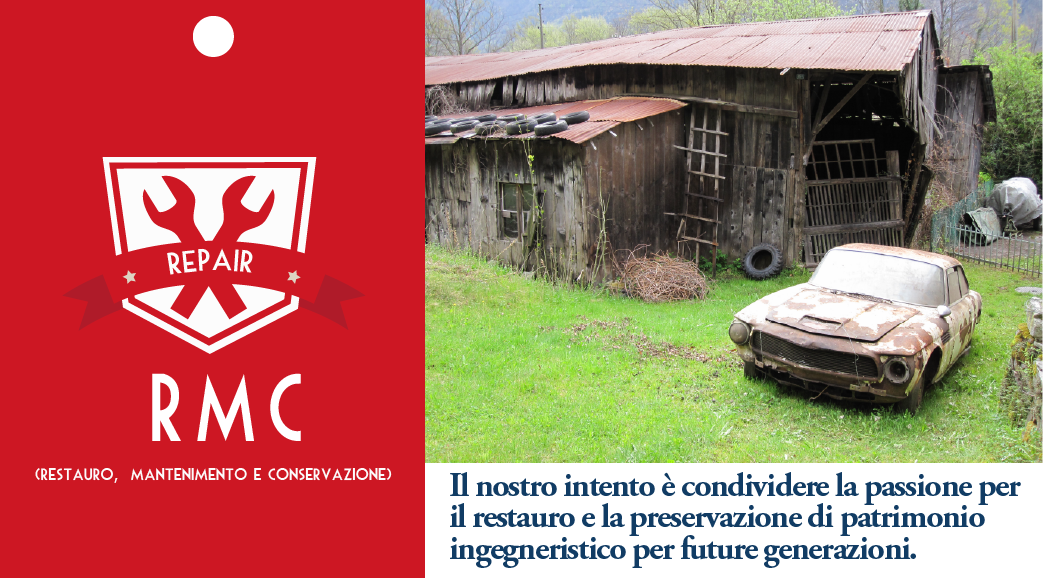 REPAIR
RMC
(RESTAURO, MANTENIMENTO E CONSERVAZIONE)
Il nostro intento è condividere la passione per
il restauro e la preservazione di patrimonio
ingegneristico per future generazioni.